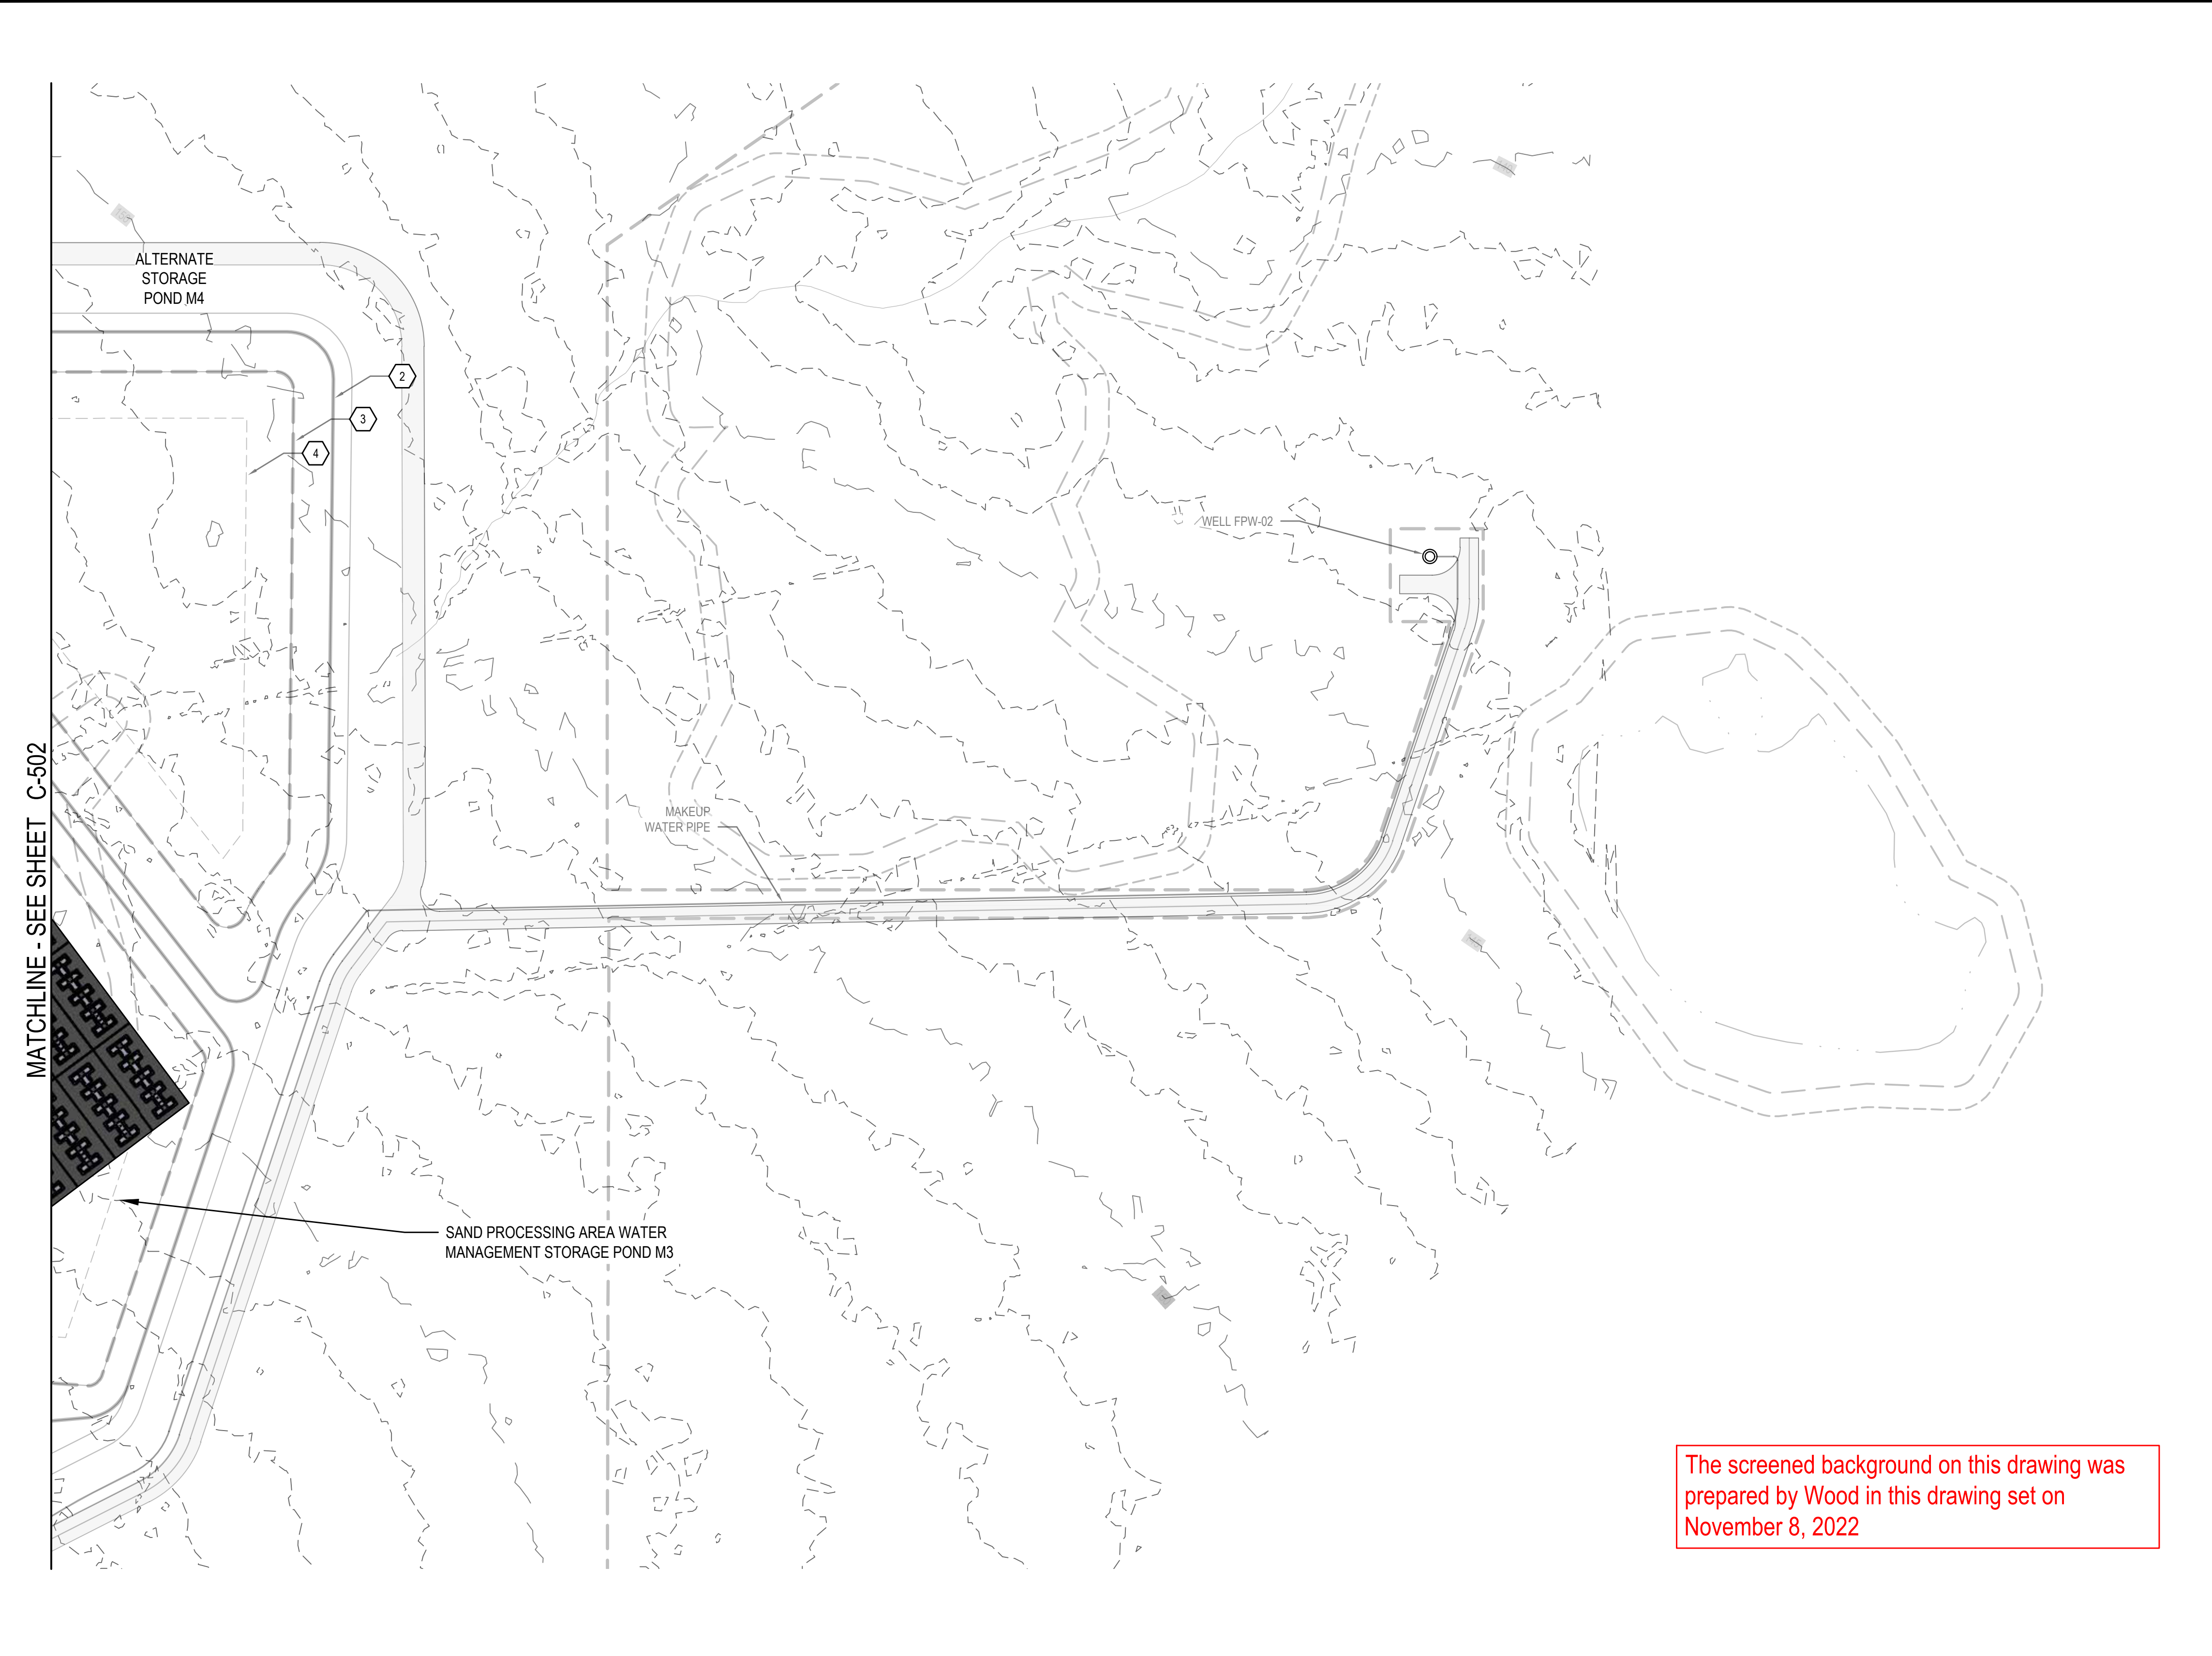 ALTERNATE
STORAGE
POND M4
2
3
4
WELL FPW-02
MAKEUP
WATER PIPE
MATCHLINE - SEE SHEET C-502
SAND PROCESSING AREA WATER
MANAGEMENT STORAGE POND M3
The screened background on this drawing was
prepared by Wood in this drawing set on
November 8, 2022